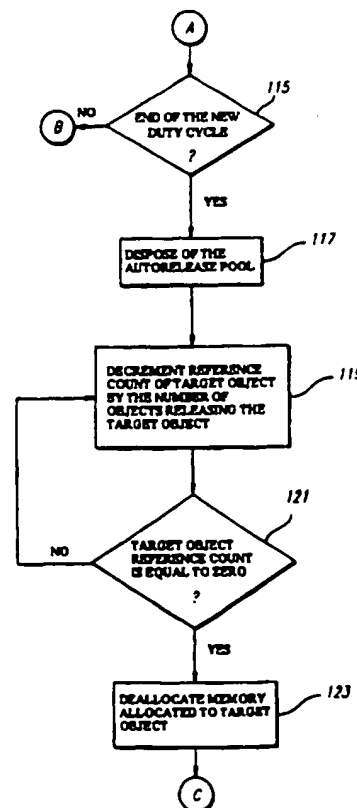 A
115
NO
B
END OF THE NEW
DUTY CYCLE
?
YES
117
DISPOSE OF THE
AUTORELEASE POOL
119
DECREMENT REFERENCE
COUNT OF TARGET OBJECT
BY THE NUMBER OF
OBJECTS RELEASING THE
TARGET OBJECT
121
NO
TARGET OBJECT
REFERENCE COUNT
IS EQUAL TO ZERO
?
YES
123
DEALLOCATE MEMORY
ALLOCATED TO TARGET
OBJECT
C